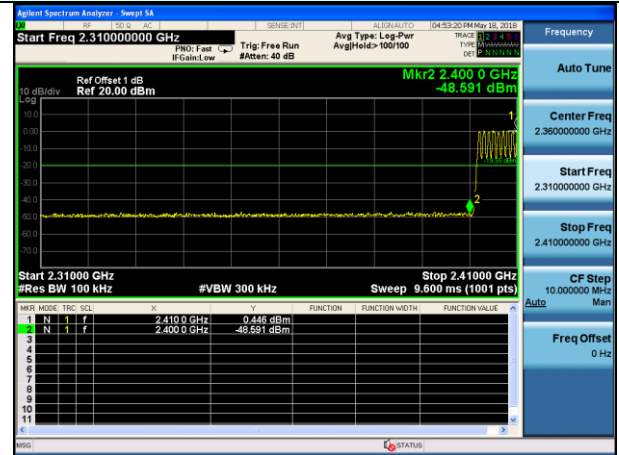 Agilent Spectrum Analyzer - Swept SA
RF 50 Ω AC SENSE:INT ALIGNAUTO 04:53:20 PM May 18, 2018
Start Freq 2.310000000 GHz
PNO: Fast
IFGain:Low
Trig: Free Run
#Atten: 40 dB
Avg Type: Log-Pwr
Avg|Hold:>100/100
TRACE 1 2 3 4 5 6
TYPE M
DET P N N N N N
Frequency
Auto Tune
Center Freq
2.360000000 GHz
Start Freq
2.310000000 GHz
Stop Freq
2.410000000 GHz
CF Step
10.000000 MHz
Auto Man
Freq Offset
0 Hz
Ref Offset 1 dB
10 dB/div Ref 20.00 dBm
Log
Mkr2 2.400 0 GHz
-48.591 dBm
10.0
0.00
-10.0
-20.0
-30.0
-40.0
-50.0
-60.0
-70.0
1
2
Start 2.31000 GHz Stop 2.41000 GHz
#Res BW 100 kHz #VBW 300 kHz Sweep 9.600 ms (1001 pts)
MKR MODE TRC SCL X Y FUNCTION FUNCTION WIDTH FUNCTION VALUE
1 N 1 f 2.410 0 GHz 0.446 dBm
2 N 1 f 2.400 0 GHz -48.591 dBm
3
4
5
6
7
8
9
10
11
MSG STATUS